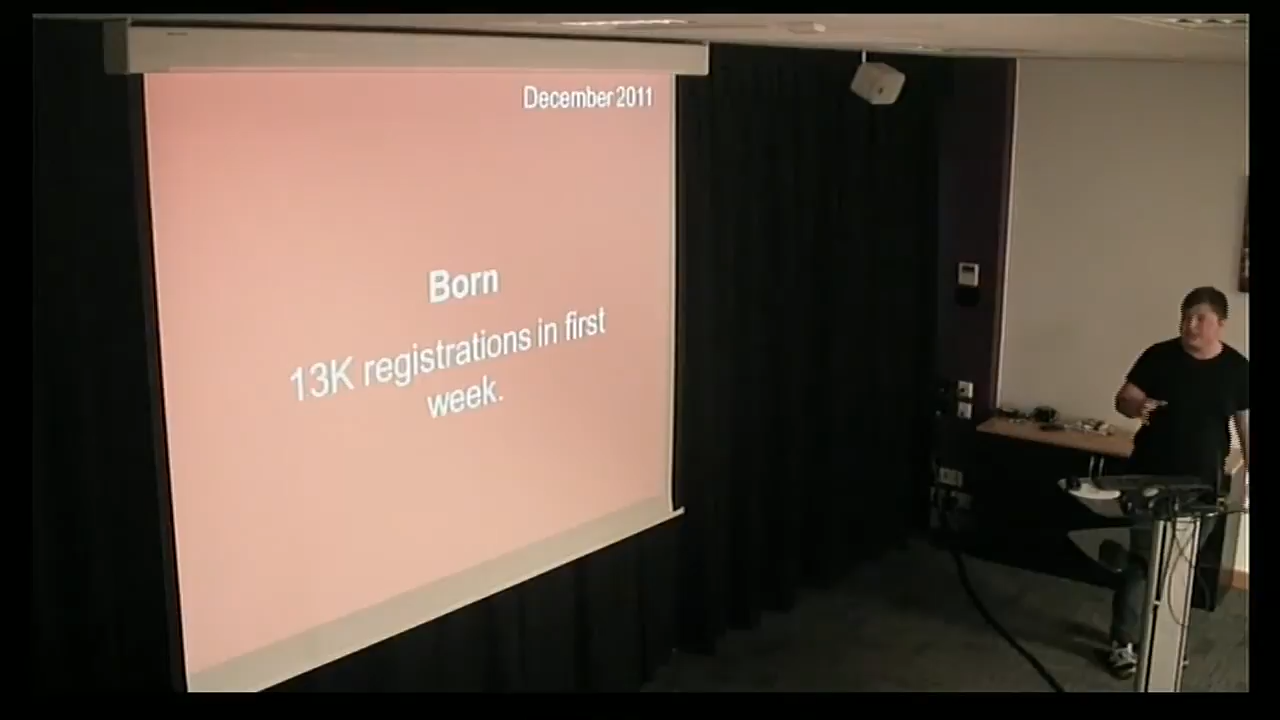 December 2011
Born
13K registrations in first
week.